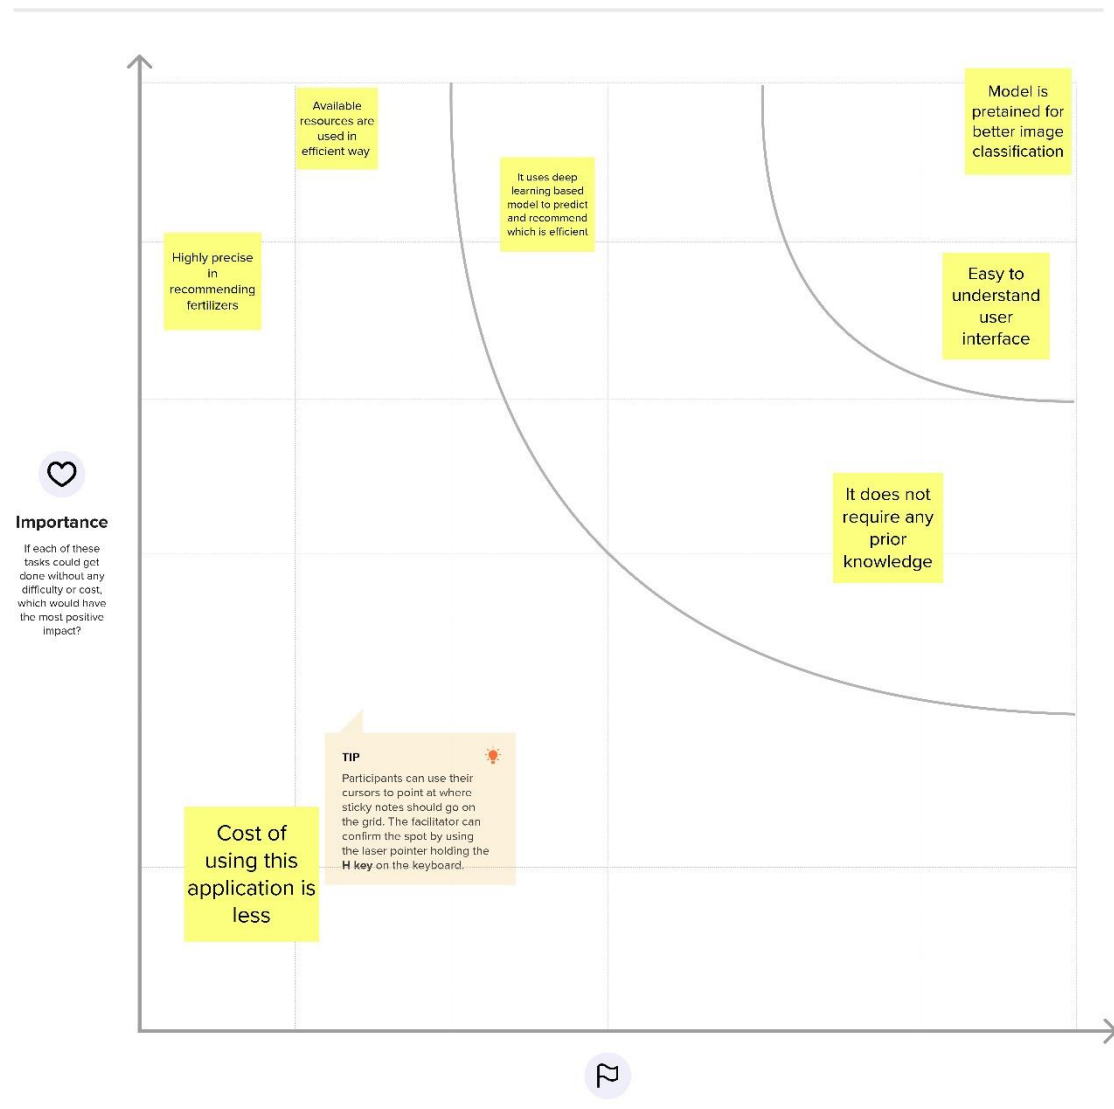 Model is
pretained for
better image
classification
Available
resources are
used in
efficient way
It uses deep
learning based
model to predict
and recommend
which is efficient
Highly precise
in
recommending
fertilizers
Easy to
understand
user
interface
It does not
require any
prior
knowledge
Importance
If each of these
tasks could get
done without any
difficulty or cost,
which would have
the most positive
impact?
TIP
Participants can use their
cursors to point at where
sticky notes should go on
the grid. The facilitator can
confirm the spot by using
the laser pointer holding the
H key on the keyboard.
Cost of
using this
application is
less